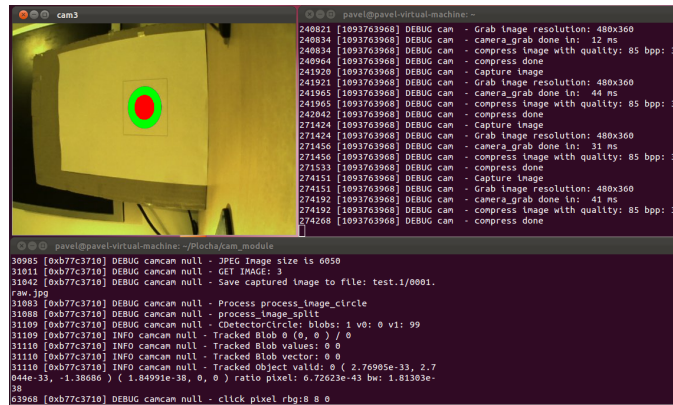 cam3
pavel@pavel-virtual-machine: ~
240821 [1093763968] DEBUG cam  - Grab image resolution: 480x360
240834 [1093763968] DEBUG cam  - camera_grab done in:  12 ms
240834 [1093763968] DEBUG cam  - compress image with quality: 85 bpp:
240964 [1093763968] DEBUG cam  - compress done
241920 [1093763968] DEBUG cam  - Capture image
241921 [1093763968] DEBUG cam  - Grab image resolution: 480x360
241965 [1093763968] DEBUG cam  - camera_grab done in:  44 ms
241965 [1093763968] DEBUG cam  - compress image with quality: 85 bpp:
242042 [1093763968] DEBUG cam  - compress done
271424 [1093763968] DEBUG cam  - Capture image
271424 [1093763968] DEBUG cam  - Grab image resolution: 480x360
271456 [1093763968] DEBUG cam  - camera_grab done in:  31 ms
271456 [1093763968] DEBUG cam  - compress image with quality: 85 bpp:
271533 [1093763968] DEBUG cam  - compress done
274151 [1093763968] DEBUG cam  - Capture image
274151 [1093763968] DEBUG cam  - Grab image resolution: 480x360
274192 [1093763968] DEBUG cam  - camera_grab done in:  41 ms
274192 [1093763968] DEBUG cam  - compress image with quality: 85 bpp:
274268 [1093763968] DEBUG cam  - compress done
pavel@pavel-virtual-machine: ~/Plocha/cam_module
30985 [0xb77c3710] DEBUG camcam null - JPEG Image size is 6050
31011 [0xb77c3710] DEBUG camcam null - GET IMAGE: 3
31042 [0xb77c3710] DEBUG camcam null - Save captured image to file: test.1/0001.
raw.jpg
31083 [0xb77c3710] DEBUG camcam null - Process process_image_circle
31088 [0xb77c3710] DEBUG camcam null - process_image_split
31109 [0xb77c3710] DEBUG camcam null - CDetectorCircle: blobs: 1 v0: 0 v1: 99
31109 [0xb77c3710] INFO camcam null - Tracked Blob 0 (0, 0 ) / 0
31110 [0xb77c3710] INFO camcam null - Tracked Blob values: 0 0
31110 [0xb77c3710] INFO camcam null - Tracked Blob vector: 0 0
31110 [0xb77c3710] INFO camcam null - Tracked Object valid: 0 ( 2.76905e-33, 2.7
044e-33, -1.38686 ) ( 1.84991e-38, 0, 0 ) ratio pixel: 6.72623e-43 bw: 1.81303e-
38
63968 [0xb77c3710] DEBUG camcam null - click pixel rbg:8 8 0